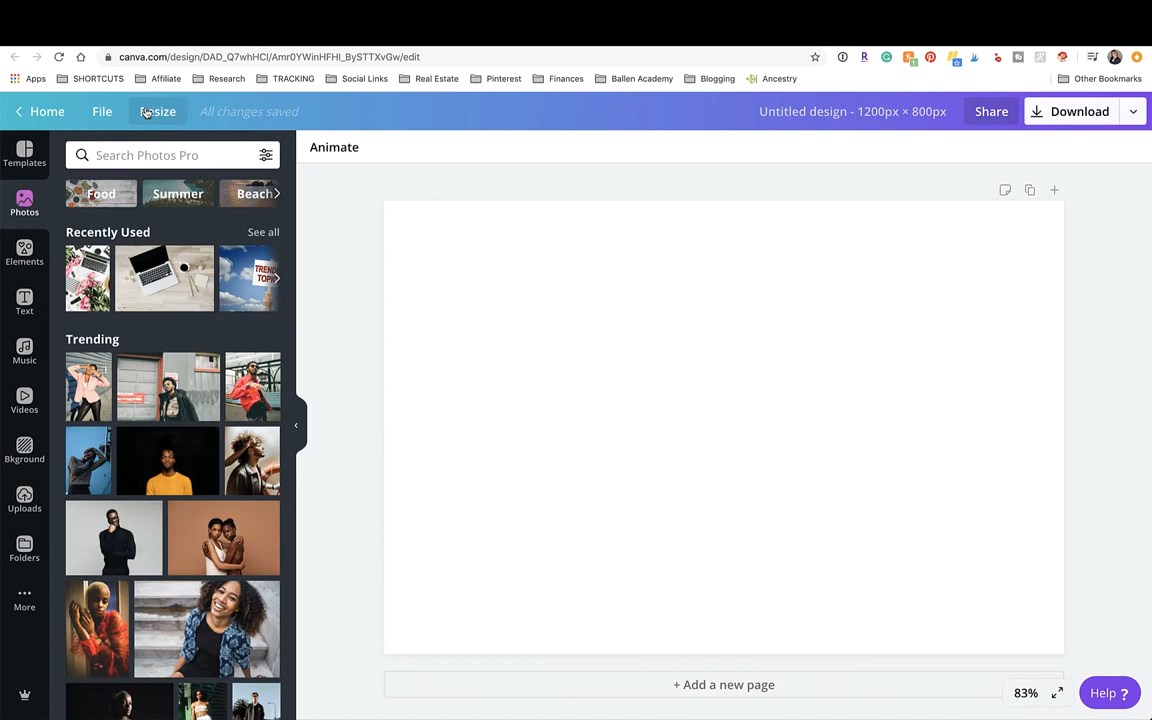 canva.com/design/DAD_Q7whHCI/Amr0YWinHFHI_BySTTXvGw/edit
Apps SHORTCUTS Affiliate Research TRACKING Social Links Real Estate Pinterest Finances Ballen Academy Blogging Ancestry Other Bookmarks
Home File Resize All changes saved Untitled design - 1200px × 800px Share Download
Templates
Photos
Elements
Text
Music
Videos
Bkground
Uploads
Folders
More
Search Photos Pro
Food Summer Beach
Recently Used See all
TREND
TOPI
Trending
Animate
+ Add a new page
83%
Help ?